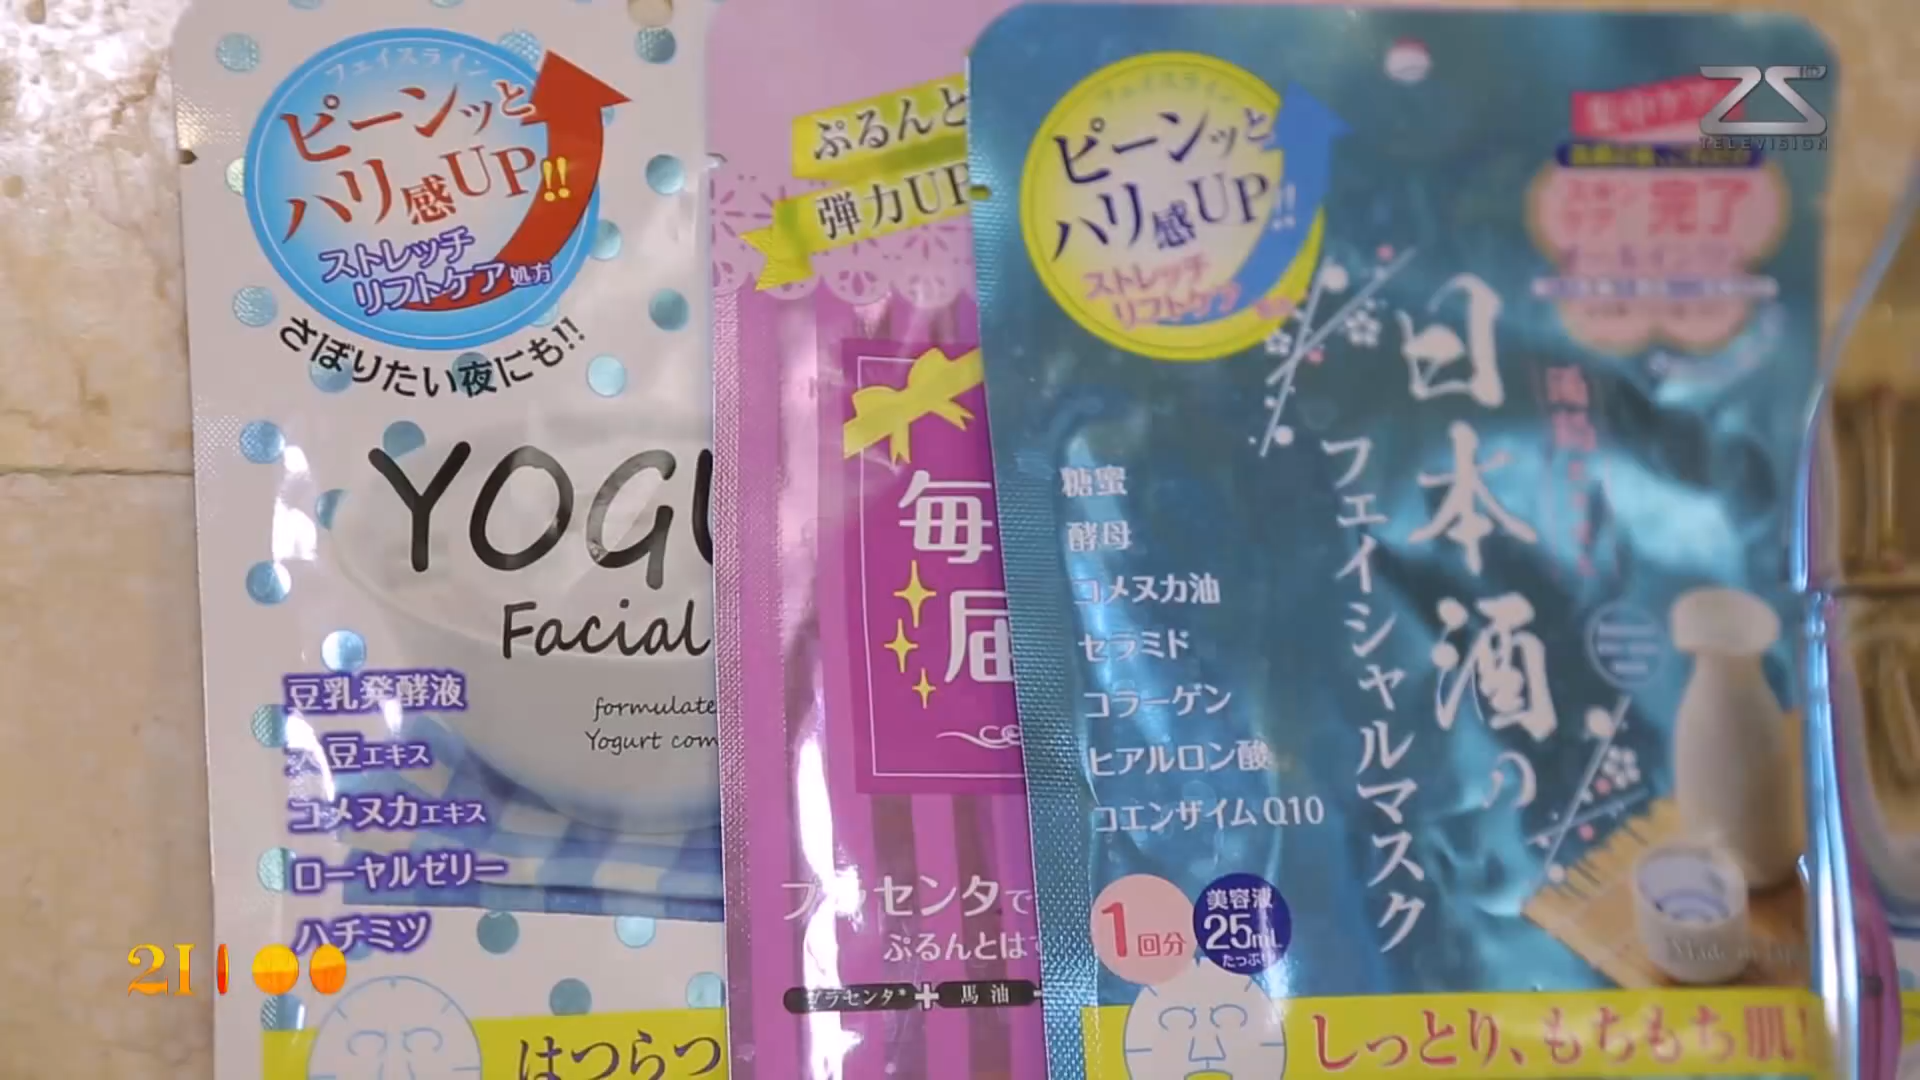 フェイスライン
ピーンッと
ハリ感UP!!
ストレッチ
リフトケア処方
さぼりたい夜にも!!
YOGU
Facial
formulate
Yogurt com
豆乳発酵液
大豆エキス
コメヌカエキス
ローヤルゼリー
ハチミツ
はつらつ
ぷるんと
弾力UP
毎
届
プラセンタで
ぷるんとは
プラセンタ*+馬油
フェイスライン
ピーンッと
ハリ感UP!!
ストレッチ
リフトケア
集中ケア
完了
日本酒の
フェイシャルマスク
糖蜜
酵母
コメヌカ油
セラミド
コラーゲン
ヒアルロン酸
コエンザイムQ10
1回分
美容液
25mL
たっぷり
しっとり、もちもち肌!
ZS
TELEVISION
21